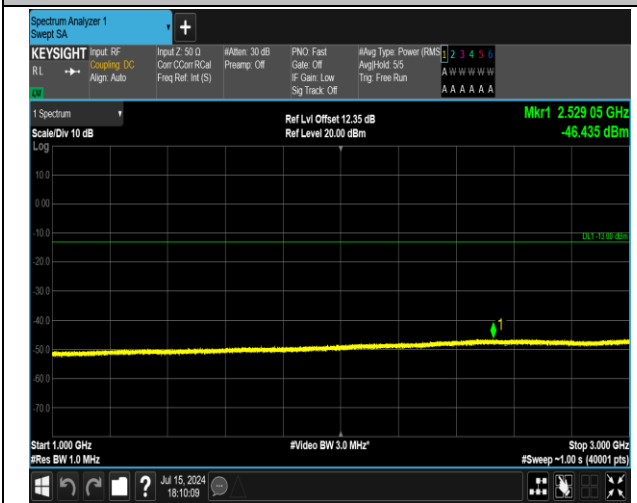 Spectrum Analyzer 1
Swept SA
+
KEYSIGHT
RL
LXI
Input: RF
Coupling: DC
Align: Auto
Input Z: 50 Ω
Corr CCorr RCal
Freq Ref: Int (S)
#Atten: 30 dB
Preamp: Off
PNO: Fast
Gate: Off
IF Gain: Low
Sig Track: Off
#Avg Type: Power (RMS
Avg|Hold: 5/5
Trig: Free Run
1 2 3 4 5 6
A W W W W W
A A A A A A
1 Spectrum
Scale/Div 10 dB
Ref Lvl Offset 12.35 dB
Ref Level 20.00 dBm
Mkr1 2.529 05 GHz
-46.435 dBm
Log
10.0
0.00
-10.0
DL1 -13.00 dBm
-20.0
-30.0
-40.0
1
-50.0
-60.0
-70.0
Start 1.000 GHz
#Res BW 1.0 MHz
#Video BW 3.0 MHz*
Stop 3.000 GHz
#Sweep ~1.00 s (40001 pts)
?
Jul 15, 2024
18:10:09